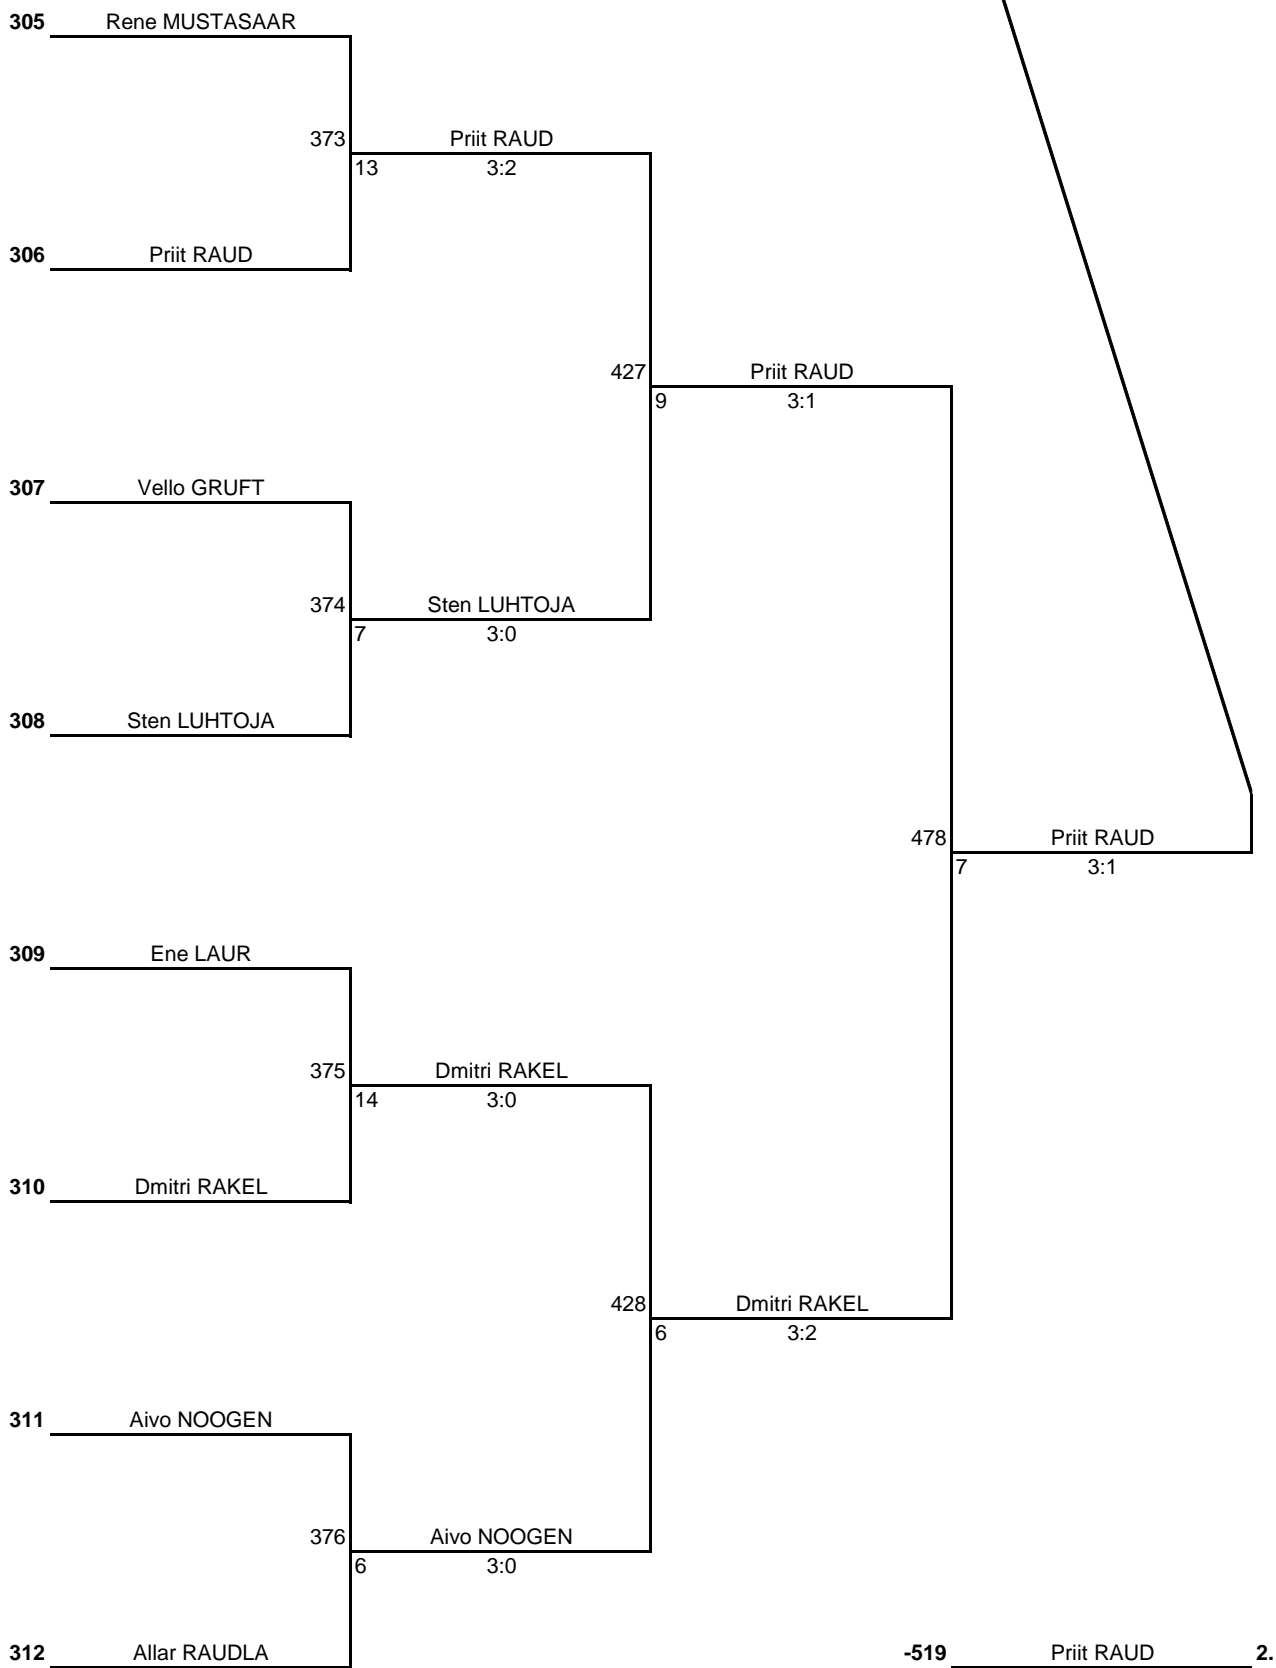 305 Rene MUSTASAAR
373 Priit RAUD
13 3:2
306 Priit RAUD
427 Priit RAUD
9 3:1
307 Vello GRUFT
374 Sten LUHTOJA
7 3:0
308 Sten LUHTOJA
478 Priit RAUD
7 3:1
309 Ene LAUR
375 Dmitri RAKEL
14 3:0
310 Dmitri RAKEL
428 Dmitri RAKEL
6 3:2
311 Aivo NOOGEN
376 Aivo NOOGEN
6 3:0
312 Allar RAUDLA -519 Priit RAUD 2.